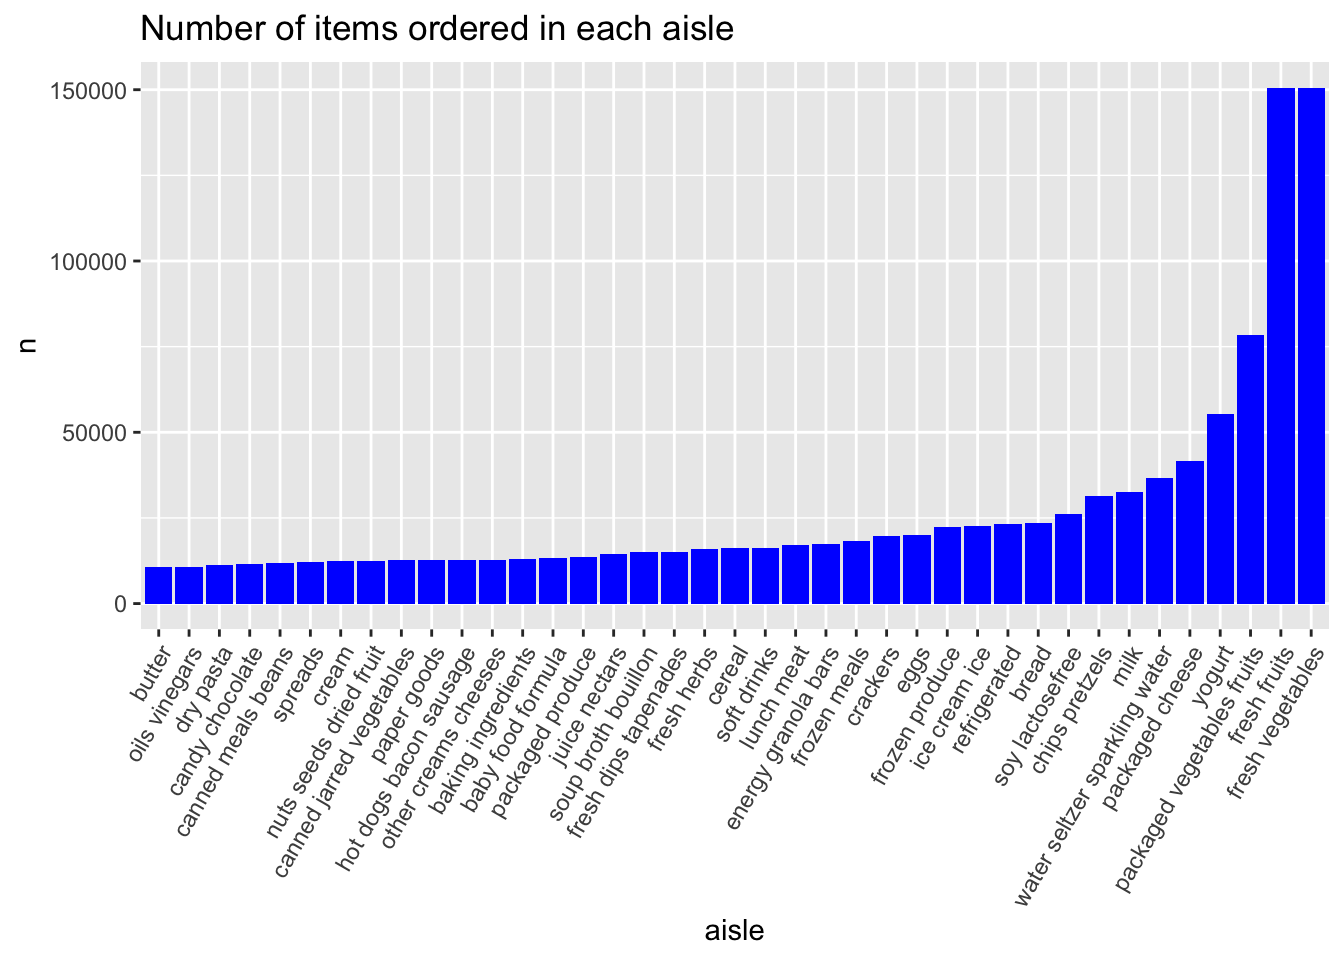 Number of items ordered in each aisle
150000
100000
50000
0
n
butter
oils vinegars
dry pasta
candy chocolate
canned meals beans
spreads
cream
nuts seeds dried fruit
canned jarred vegetables
paper goods
hot dogs bacon sausage
other creams cheeses
baking ingredients
baby food formula
packaged produce
juice nectars
soup broth bouillon
fresh dips tapenades
fresh herbs
cereal
soft drinks
lunch meat
energy granola bars
frozen meals
crackers
eggs
frozen produce
ice cream ice
refrigerated
bread
soy lactosefree
chips pretzels
milk
water seltzer sparkling water
packaged cheese
yogurt
packaged vegetables fruits
fresh fruits
fresh vegetables
aisle